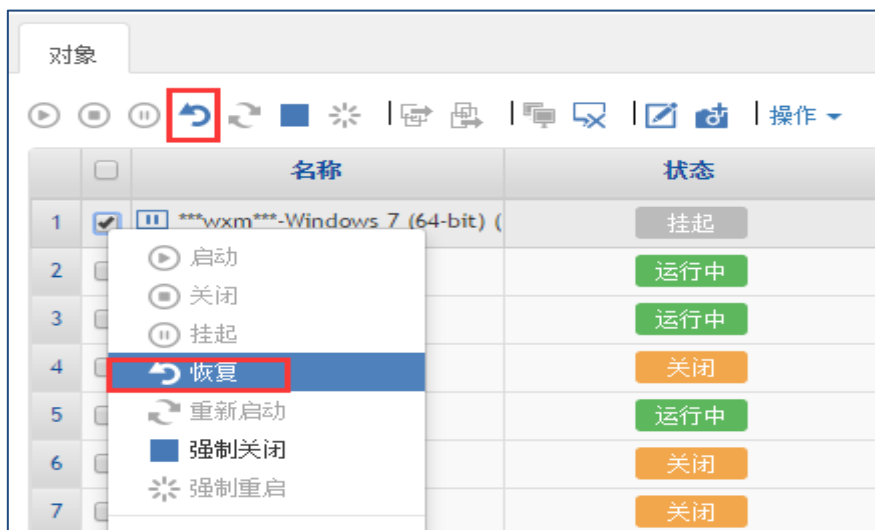 对象
操作
名称 状态
1 ***wxm***-Windows 7 (64-bit) ( 挂起
启动
2 运行中
关闭
3 运行中
挂起
4 关闭
恢复
重新启动
5 运行中
强制关闭
6 关闭
强制重启
7 关闭